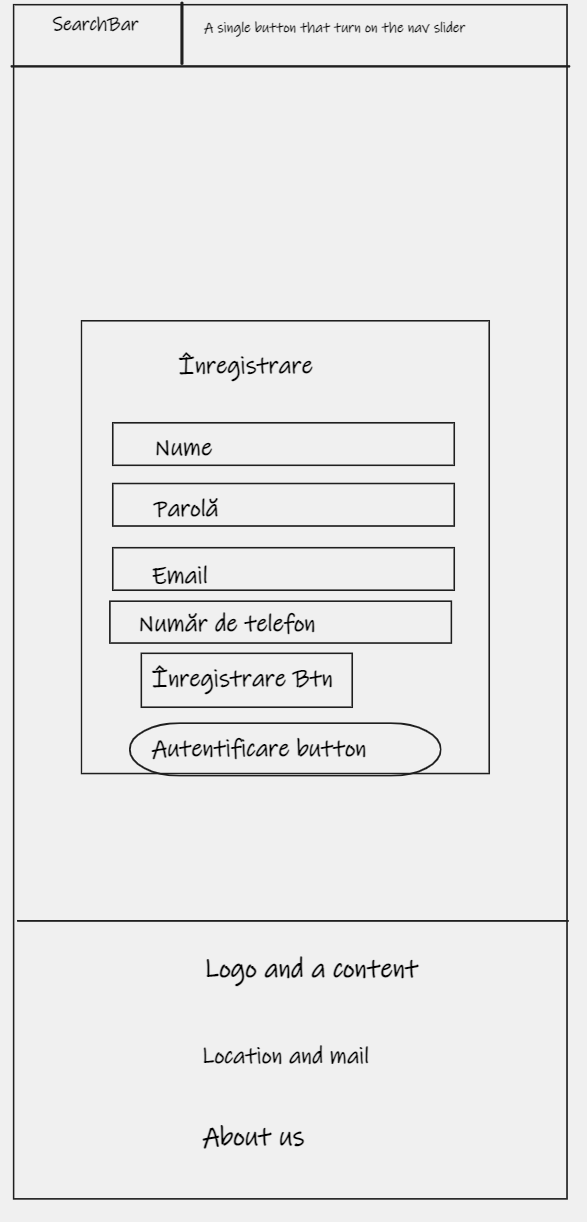 SearchBar
A single button that turn on the nav slider
Înregistrare
Nume
Parolă
Email
Număr de telefon
Înregistrare Btn
Autentificare button
Logo and a content
Location and mail
About us